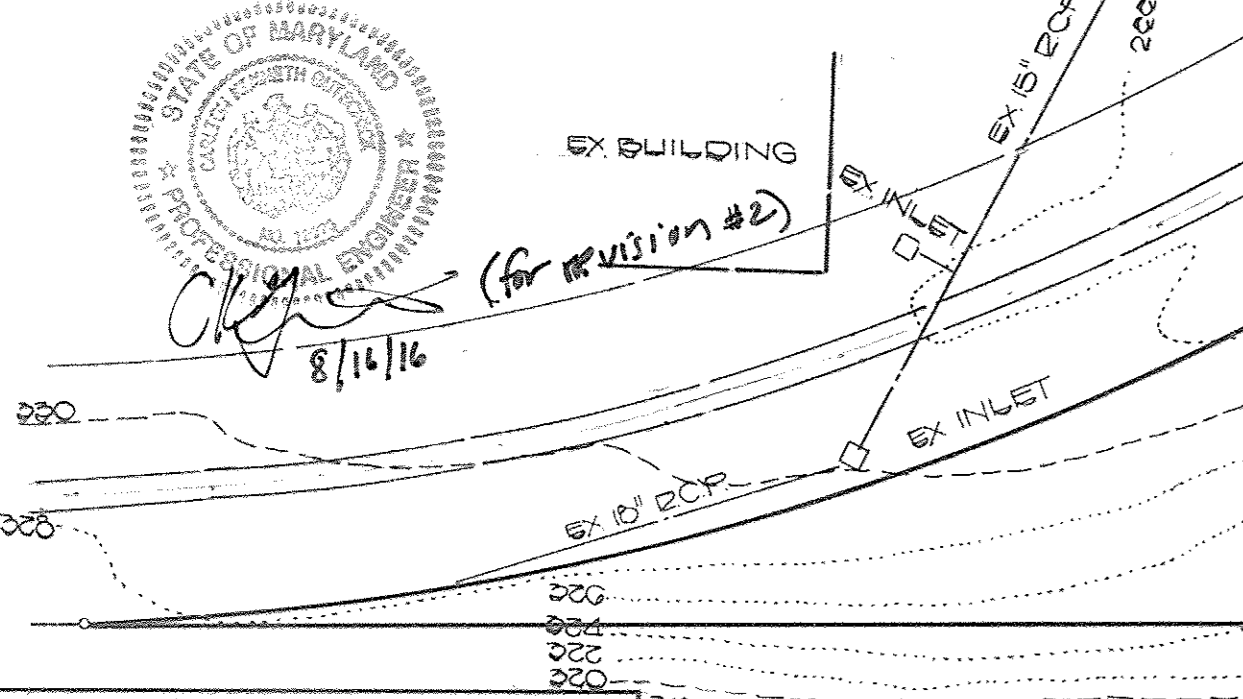 STATE OF MARYLAND
PROFESSIONAL ENGINEER
EX. BUILDING
(for revision #2)
8/16/16
EX 15" RCP
EX. INLET
EX INLET
EX 18" R.C.P.
330
328
326
324
322
320